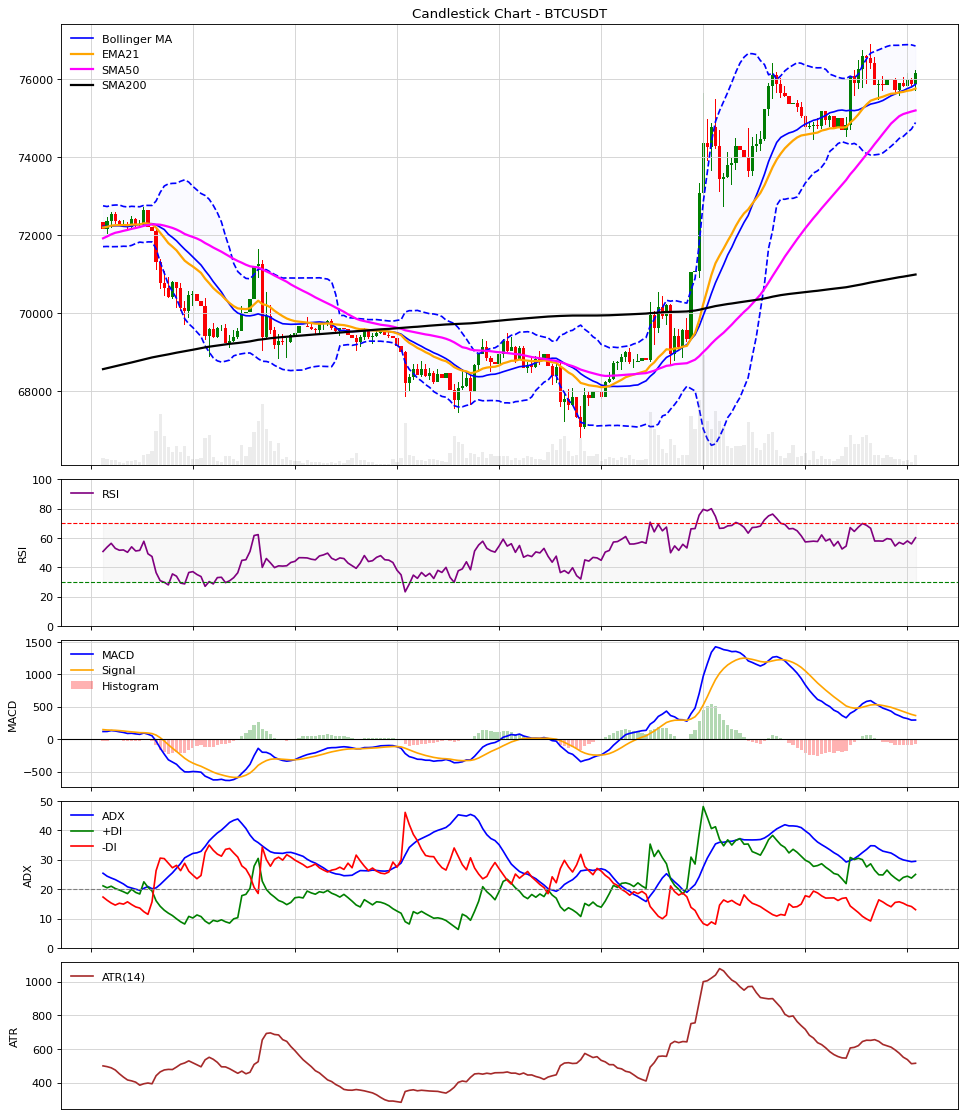 Candlestick Chart - BTCUSDT
Bollinger MA
EMA21
SMA50
SMA200
76000
74000
72000
70000
68000
RSI
RSI
100
80
60
40
20
0
MACD
Signal
Histogram
MACD
1500
1000
500
0
−500
ADX
+DI
-DI
ADX
50
40
30
20
10
0
ATR(14)
ATR
1000
800
600
400